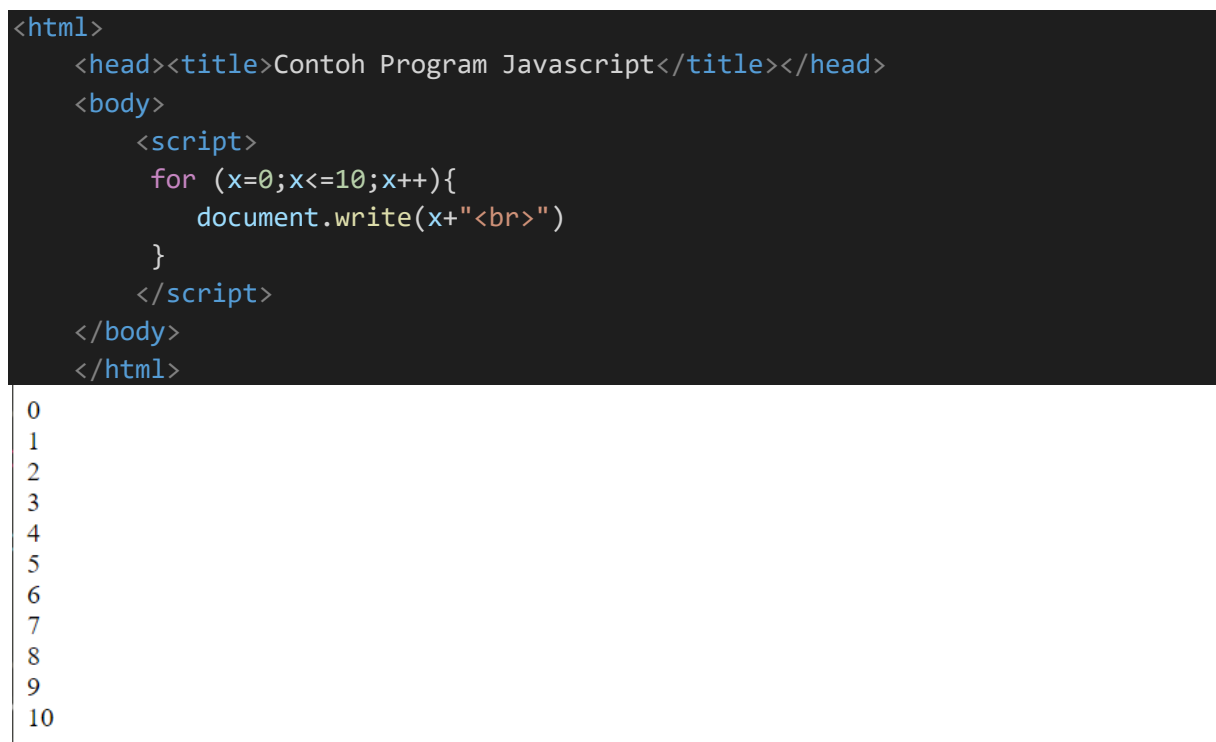 <html>
<head><title>Contoh Program Javascript</title></head>
<body>
<script>
for (x=0;x<=10;x++){
document.write(x+"<br>")
}
</script>
</body>
</html>
0
1
2
3
4
5
6
7
8
9
10